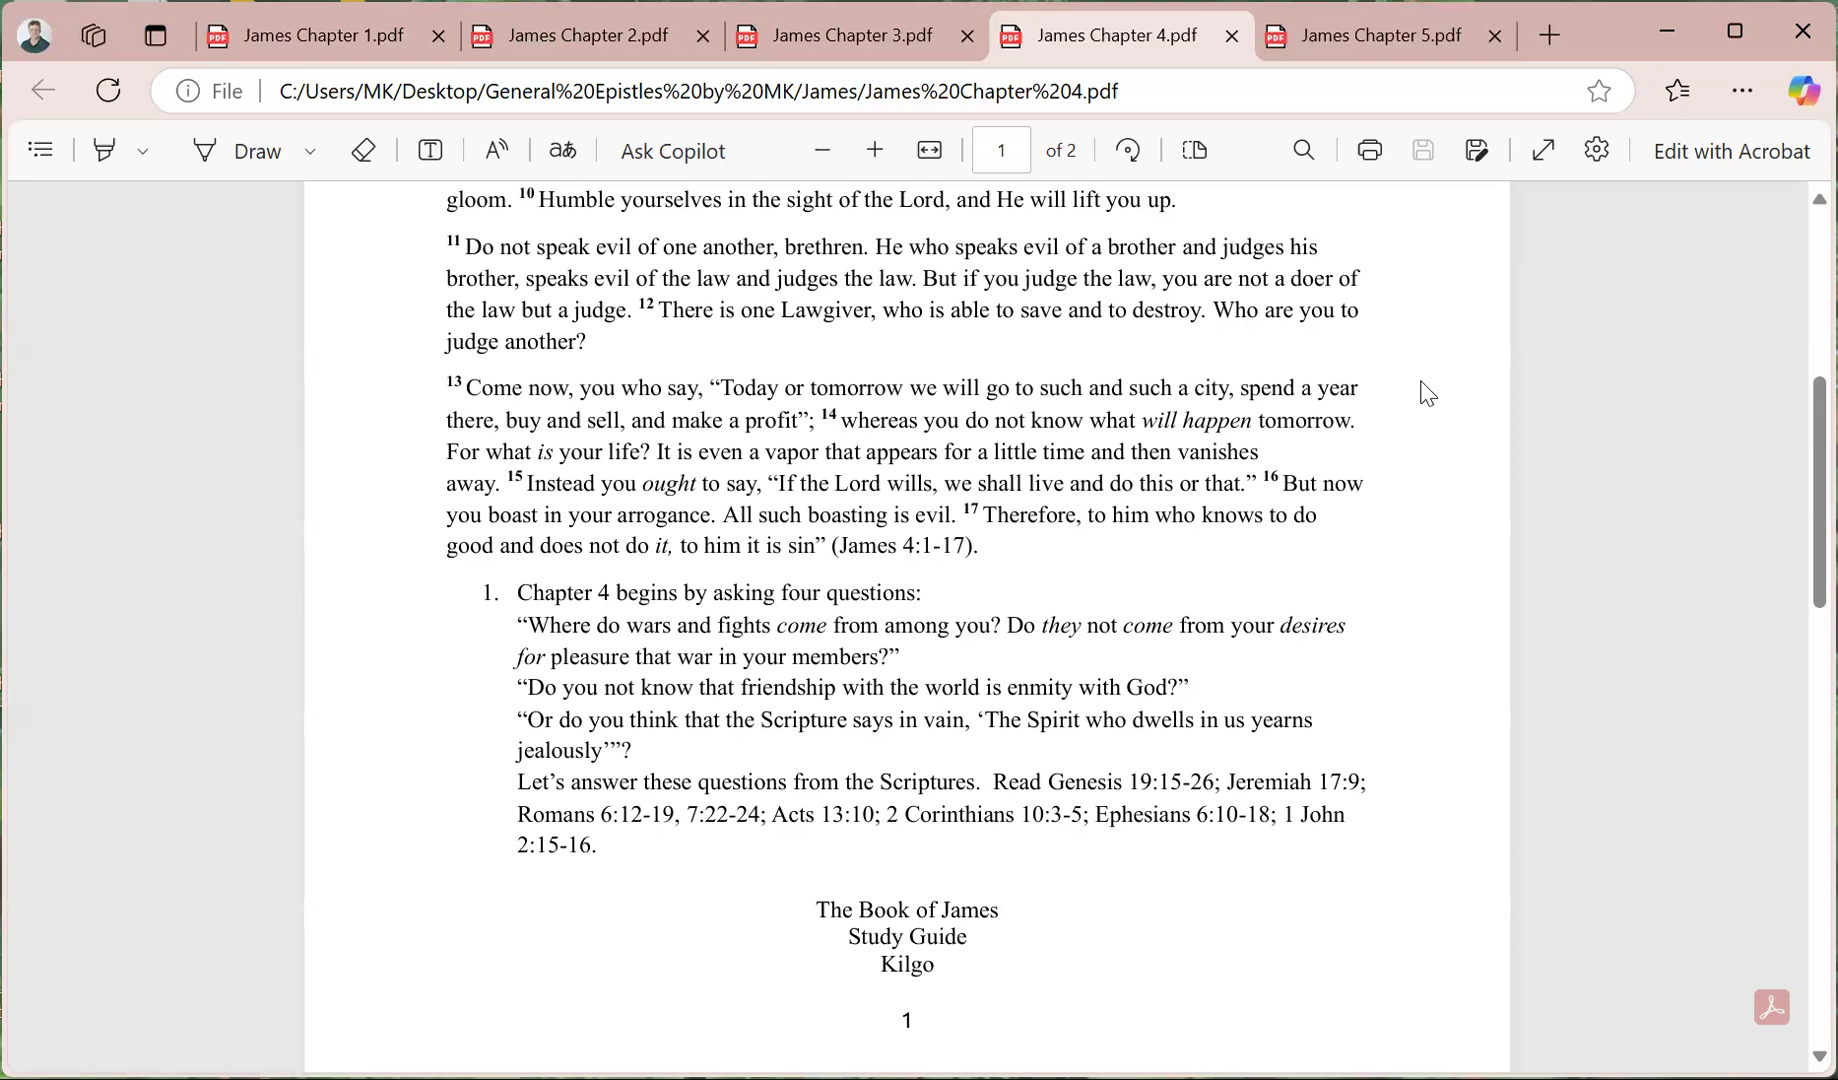 James Chapter 1.pdf
James Chapter 2.pdf
James Chapter 3.pdf
James Chapter 4.pdf
James Chapter 5.pdf
File
C:/Users/MK/Desktop/General%20Epistles%20by%20MK/James/James%20Chapter%204.pdf
Draw
Ask Copilot
1
of 2
Edit with Acrobat
gloom. 10 Humble yourselves in the sight of the Lord, and He will lift you up.
11 Do not speak evil of one another, brethren. He who speaks evil of a brother and judges his
brother, speaks evil of the law and judges the law. But if you judge the law, you are not a doer of
the law but a judge. 12 There is one Lawgiver, who is able to save and to destroy. Who are you to
judge another?
13 Come now, you who say, “Today or tomorrow we will go to such and such a city, spend a year
there, buy and sell, and make a profit”; 14 whereas you do not know what will happen tomorrow.
For what is your life? It is even a vapor that appears for a little time and then vanishes
away. 15 Instead you ought to say, “If the Lord wills, we shall live and do this or that.” 16 But now
you boast in your arrogance. All such boasting is evil. 17 Therefore, to him who knows to do
good and does not do it, to him it is sin” (James 4:1-17).
1. Chapter 4 begins by asking four questions:
“Where do wars and fights come from among you? Do they not come from your desires
for pleasure that war in your members?”
“Do you not know that friendship with the world is enmity with God?”
“Or do you think that the Scripture says in vain, ‘The Spirit who dwells in us yearns
jealously’”?
Let’s answer these questions from the Scriptures.  Read Genesis 19:15-26; Jeremiah 17:9;
Romans 6:12-19, 7:22-24; Acts 13:10; 2 Corinthians 10:3-5; Ephesians 6:10-18; 1 John
2:15-16.
The Book of James
Study Guide
Kilgo
1